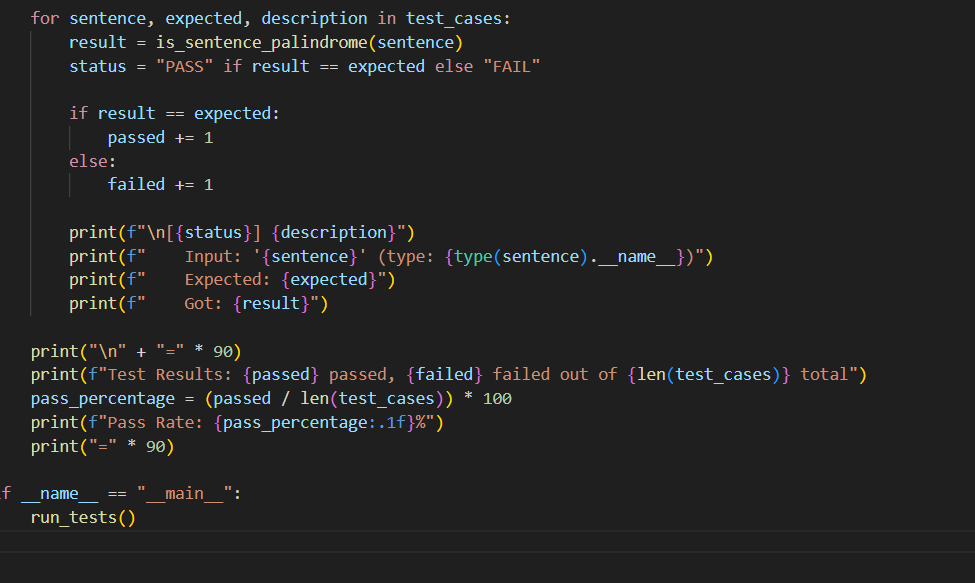 for sentence, expected, description in test_cases:
    result = is_sentence_palindrome(sentence)
    status = "PASS" if result == expected else "FAIL"
    if result == expected:
        passed += 1
    else:
        failed += 1
    print(f"\n[{status}] {description}")
    print(f"    Input: '{sentence}' (type: {type(sentence).__name__})")
    print(f"    Expected: {expected}")
    print(f"    Got: {result}")
print("\n" + "=" * 90)
print(f"Test Results: {passed} passed, {failed} failed out of {len(test_cases)} total")
pass_percentage = (passed / len(test_cases)) * 100
print(f"Pass Rate: {pass_percentage:.1f}%")
print("=" * 90)
if __name__ == "__main__":
    run_tests()